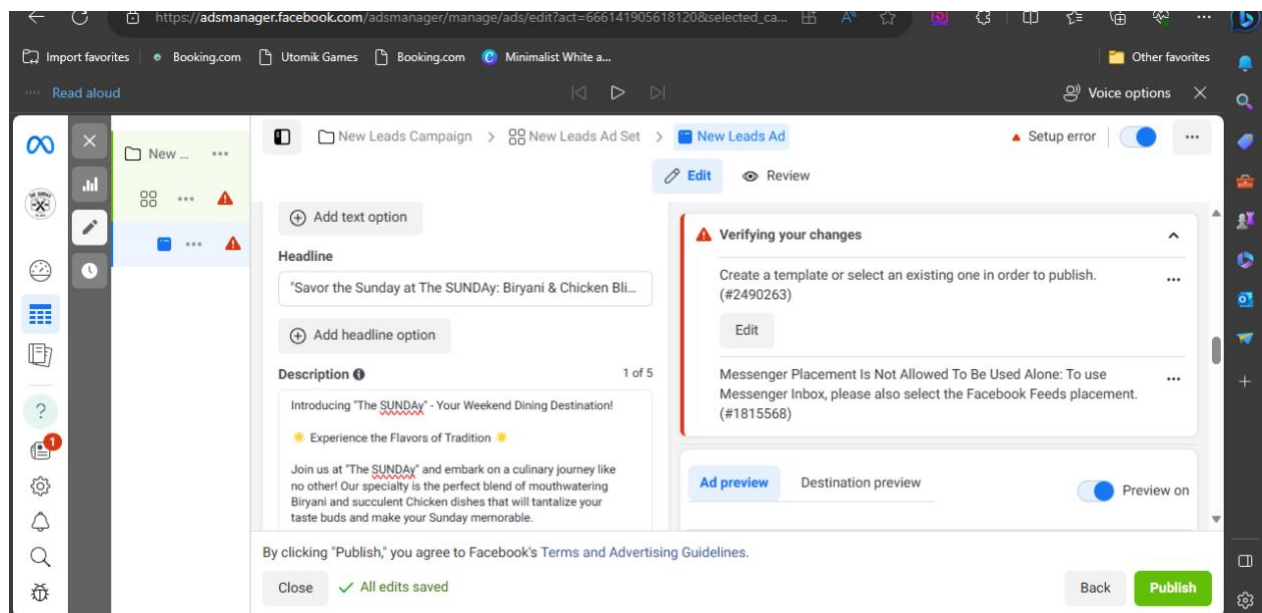 https://adsmanager.facebook.com/adsmanager/manage/ads/edit?act=666141905618120&selected_ca...
Import favorites
Booking.com
Utomik Games
Booking.com
Minimalist White a...
Other favorites
Read aloud
Voice options
New Leads Campaign > New Leads Ad Set > New Leads Ad
Setup error
New ...
Edit
Review
Add text option
Headline
"Savor the Sunday at The SUNDAy: Biryani & Chicken Bli...
Add headline option
Description
1 of 5
Introducing "The SUNDAy" - Your Weekend Dining Destination!
Experience the Flavors of Tradition
Join us at "The SUNDAy" and embark on a culinary journey like
no other! Our specialty is the perfect blend of mouthwatering
Biryani and succulent Chicken dishes that will tantalize your
taste buds and make your Sunday memorable.
Verifying your changes
Create a template or select an existing one in order to publish.
(#2490263)
Edit
Messenger Placement Is Not Allowed To Be Used Alone: To use
Messenger Inbox, please also select the Facebook Feeds placement.
(#1815568)
Ad preview
Destination preview
Preview on
1
By clicking "Publish," you agree to Facebook's Terms and Advertising Guidelines.
Close
All edits saved
Back
Publish